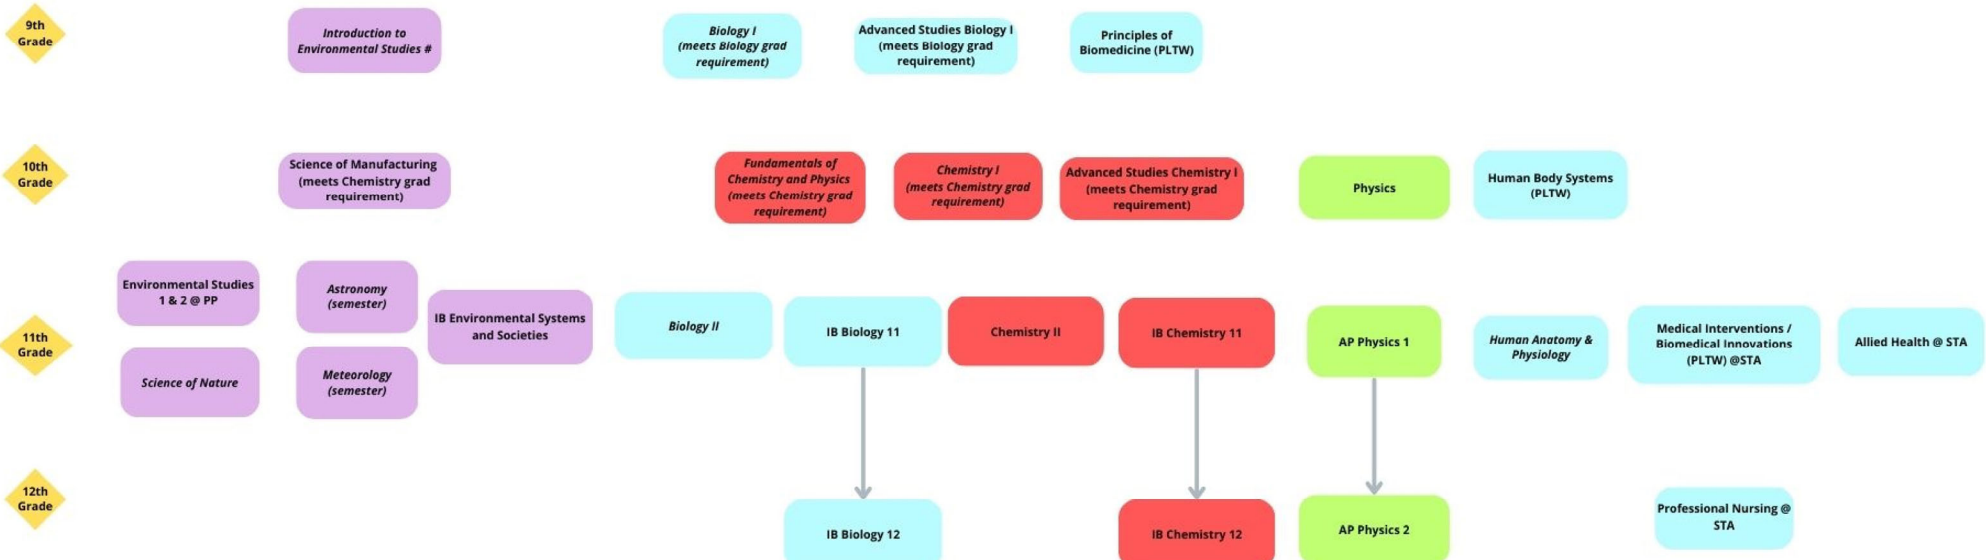 9th
Grade
Introduction to
Environmental Studies #
Biology I
(meets Biology grad
requirement)
Advanced Studies Biology I
(meets Biology grad
requirement)
Principles of
Biomedicine (PLTW)
10th
Grade
Science of Manufacturing
(meets Chemistry grad
requirement)
Fundamentals of
Chemistry and Physics
(meets Chemistry grad
requirement)
Chemistry I
(meets Chemistry grad
requirement)
Advanced Studies Chemistry I
(meets Chemistry grad
requirement)
Physics
Human Body Systems
(PLTW)
11th
Grade
Environmental Studies
1 & 2 @ PP
Astronomy
(semester)
Science of Nature
Meteorology
(semester)
IB Environmental Systems
and Societies
Biology II
IB Biology 11
Chemistry II
IB Chemistry 11
AP Physics 1
Human Anatomy &
Physiology
Medical Interventions /
Biomedical Innovations
(PLTW) @STA
Allied Health @ STA
12th
Grade
IB Biology 12
IB Chemistry 12
AP Physics 2
Professional Nursing @
STA